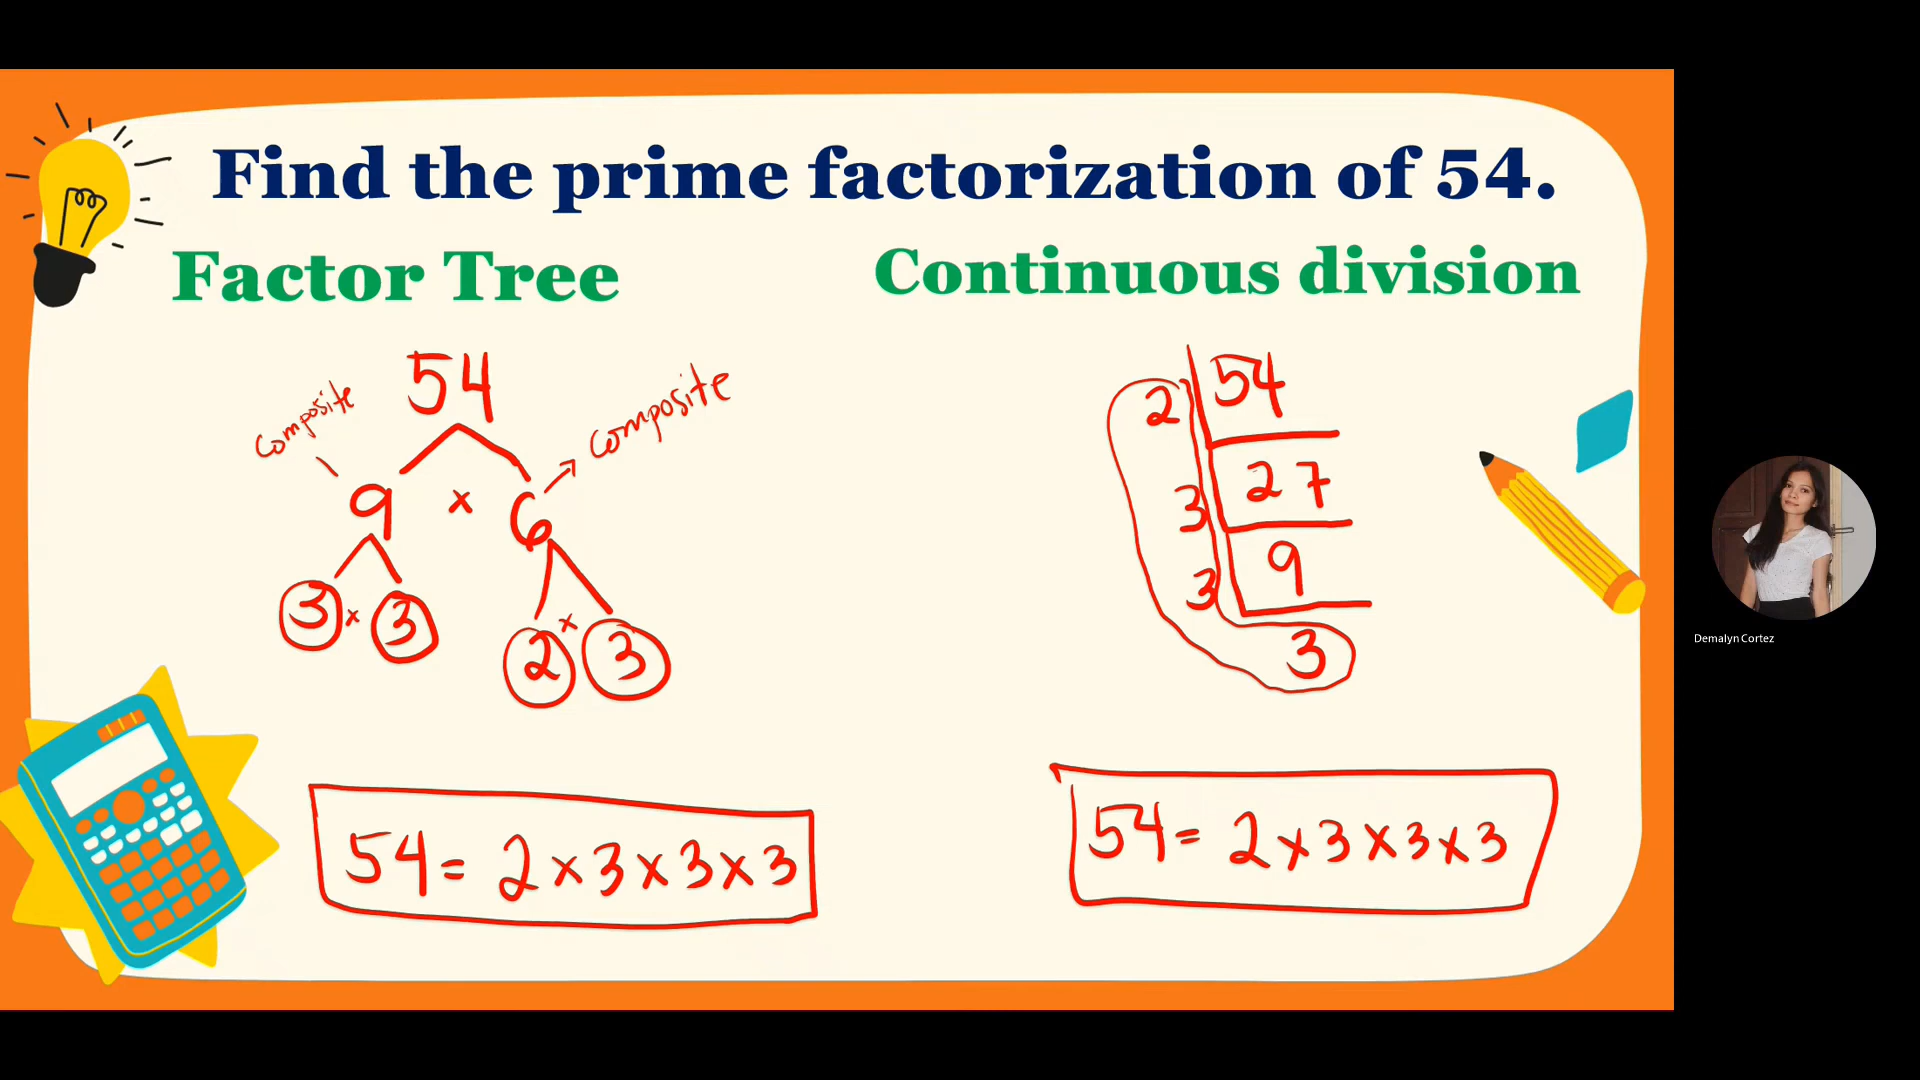 Find the prime factorization of 54.
Factor Tree
Continuous division
54
composite
composite
9 x 6
3 x 3
2 x 3
54 = 2 x 3 x 3 x 3
2 54
3 27
3 9
3
54 = 2 x 3 x 3 x 3
Demalyn Cortez